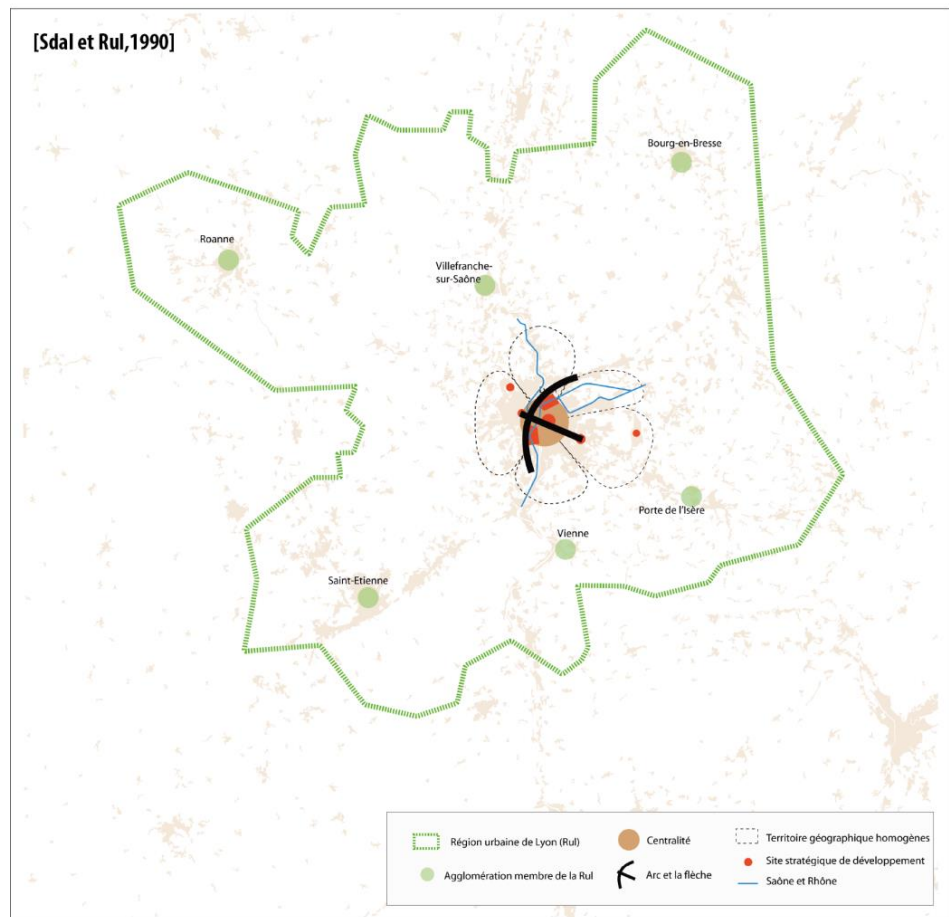 [Sdal et Rul,1990]
Bourg-en-Bresse
Roanne
Villefranche-
sur-Saône
Porte de l'Isère
Vienne
Saint-Etienne
Région urbaine de Lyon (Rul)
Centralité
Territoire géographique homogènes
Agglomération membre de la Rul
Arc et la flèche
Site stratégique de développement
Saône et Rhône